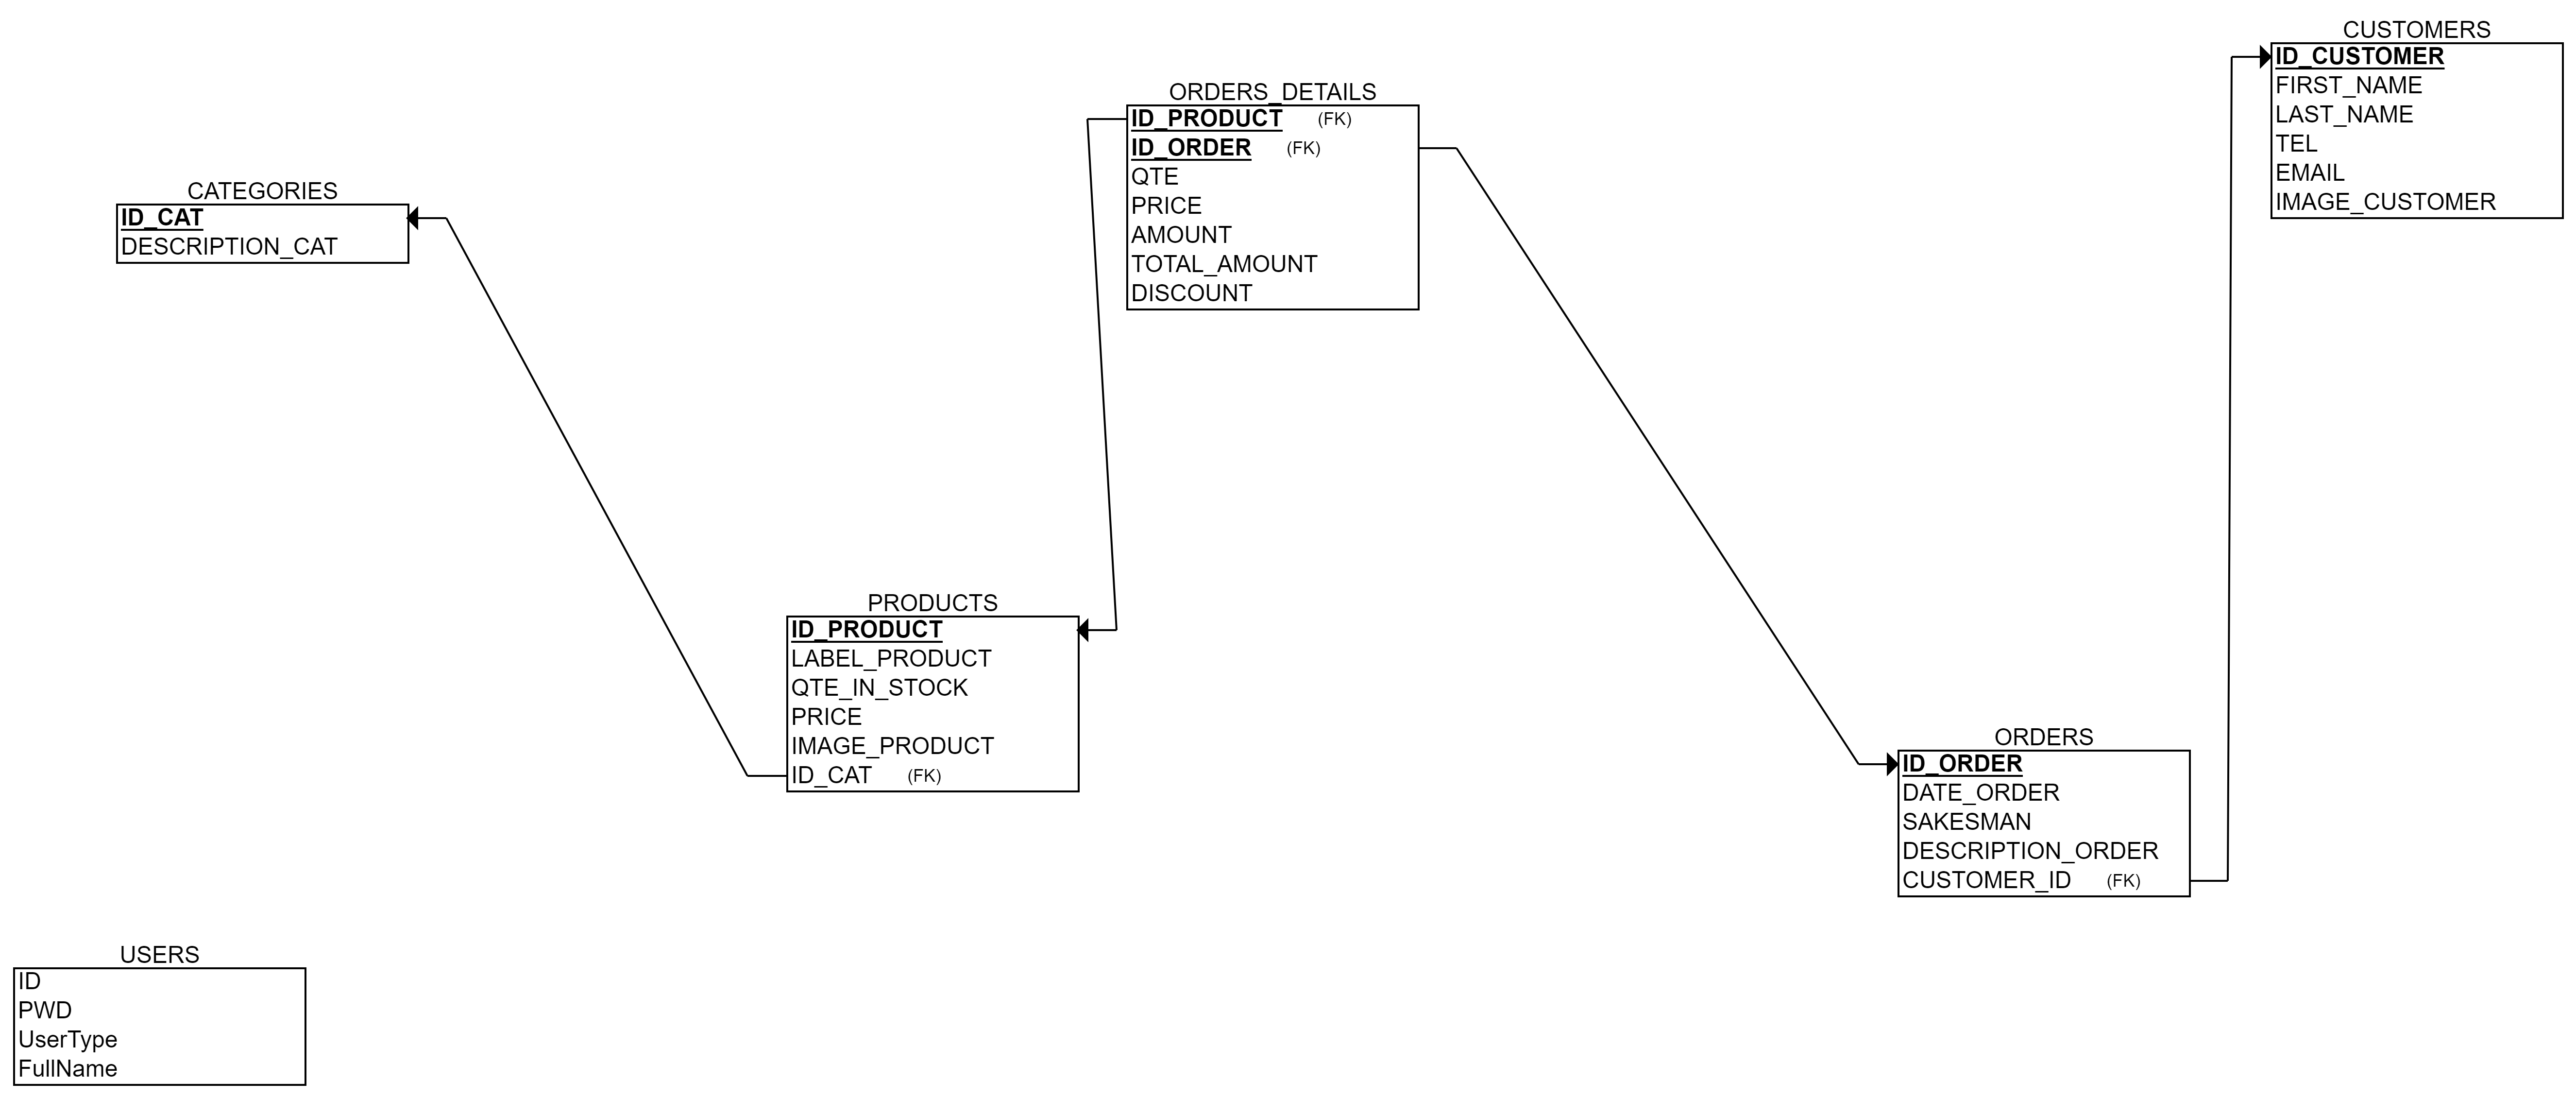 CUSTOMERS
ID_CUSTOMER
FIRST_NAME
LAST_NAME
TEL
EMAIL
IMAGE_CUSTOMER
ORDERS_DETAILS
ID_PRODUCT (FK)
ID_ORDER (FK)
QTE
PRICE
AMOUNT
TOTAL_AMOUNT
DISCOUNT
CATEGORIES
ID_CAT
DESCRIPTION_CAT
PRODUCTS
ID_PRODUCT
LABEL_PRODUCT
QTE_IN_STOCK
PRICE
IMAGE_PRODUCT
ID_CAT (FK)
ORDERS
ID_ORDER
DATE_ORDER
SAKESMAN
DESCRIPTION_ORDER
CUSTOMER_ID (FK)
USERS
ID
PWD
UserType
FullName